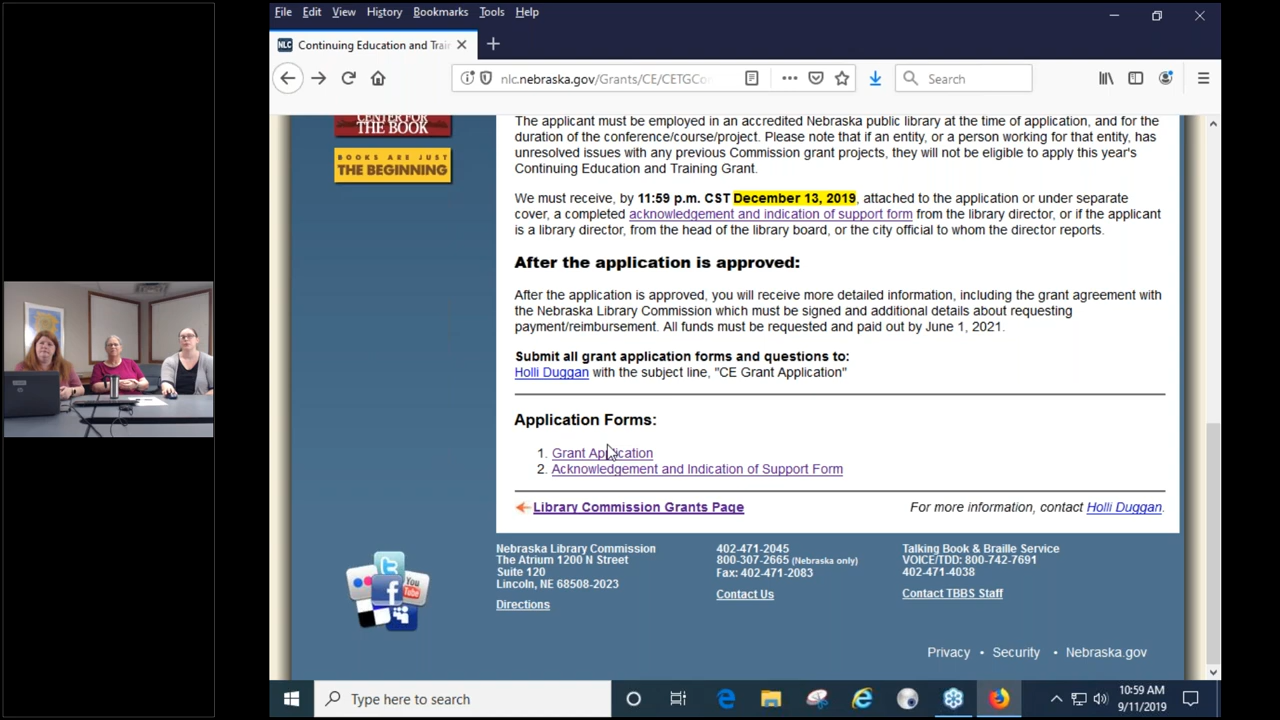 File Edit View History Bookmarks Tools Help
NLC Continuing Education and Train
nlc.nebraska.gov/Grants/CE/CETGCo
Search
CENTER FOR
THE BOOK
BOOKS ARE JUST
THE BEGINNING
The applicant must be employed in an accredited Nebraska public library at the time of application, and for the
duration of the conference/course/project. Please note that if an entity, or a person working for that entity, has
unresolved issues with any previous Commission grant projects, they will not be eligible to apply this year's
Continuing Education and Training Grant.
We must receive, by 11:59 p.m. CST December 13, 2019, attached to the application or under separate
cover, a completed acknowledgement and indication of support form from the library director, or if the applicant
is a library director, from the head of the library board, or the city official to whom the director reports.
After the application is approved:
After the application is approved, you will receive more detailed information, including the grant agreement with
the Nebraska Library Commission which must be signed and additional details about requesting
payment/reimbursement. All funds must be requested and paid out by June 1, 2021.
Submit all grant application forms and questions to:
Holli Duggan with the subject line, "CE Grant Application"
Application Forms:
1. Grant Application
2. Acknowledgement and Indication of Support Form
Library Commission Grants Page
For more information, contact Holli Duggan.
Nebraska Library Commission
The Atrium 1200 N Street
Suite 120
Lincoln, NE 68508-2023
Directions
402-471-2045
800-307-2665 (Nebraska only)
Fax: 402-471-2083
Contact Us
Talking Book & Braille Service
VOICE/TDD: 800-742-7691
402-471-4038
Contact TBBS Staff
You
Tube
Privacy • Security • Nebraska.gov
Type here to search
10:59 AM
9/11/2019